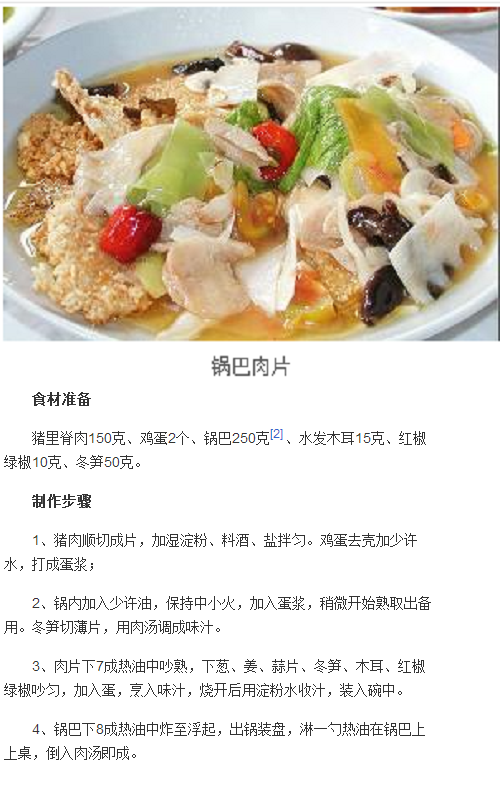 锅巴肉片
食材准备
猪里脊肉150克、鸡蛋2个、锅巴250克[2]、水发木耳15克、红椒
绿椒10克、冬笋50克。
制作步骤
1、猪肉顺切成片，加湿淀粉、料酒、盐拌匀。鸡蛋去壳加少许
水，打成蛋浆；
2、锅内加入少许油，保持中小火，加入蛋浆，稍微开始熟取出备
用。冬笋切薄片，用肉汤调成味汁。
3、肉片下7成热油中吵熟，下葱、姜、蒜片、冬笋、木耳、红椒
绿椒吵匀，加入蛋，烹入味汁，烧开后用淀粉水收汁，装入碗中。
4、锅巴下8成热油中炸至浮起，出锅装盘，淋一勺热油在锅巴上
上桌，倒入肉汤即成。